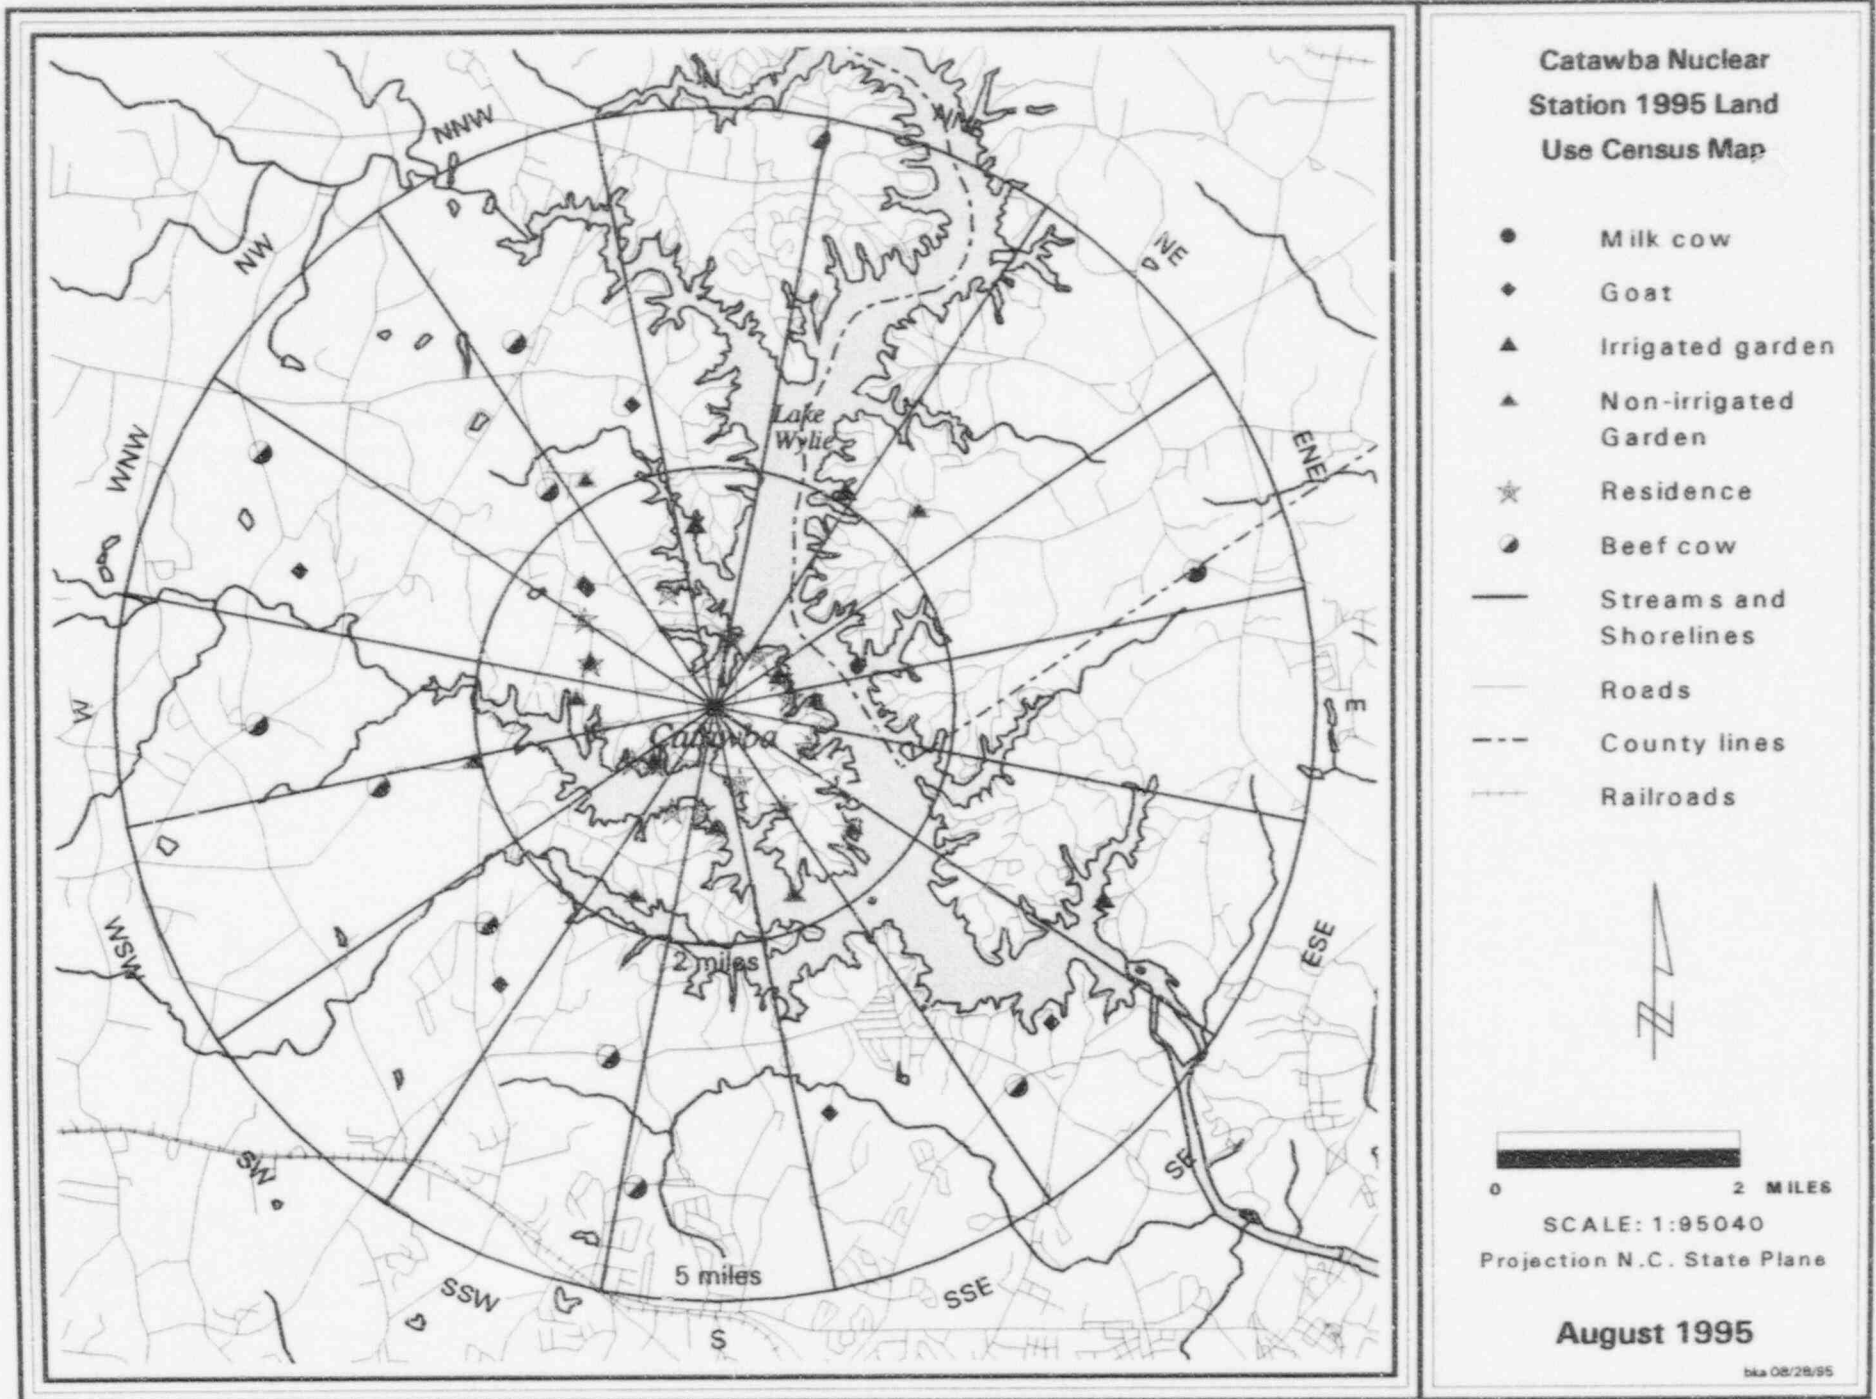 NNW
NNE
NW
NE
Lake
Wylie
WNW
ENE
W
E
Catawba
WSW
ESE
2 miles
SW
SE
5 miles
SSW
SSE
S
Catawba Nuclear
Station 1995 Land
Use Census Map
Milk cow
Goat
Irrigated garden
Non-irrigated
Garden
Residence
Beef cow
Streams and
Shorelines
Roads
County lines
Railroads
N
0 2 MILES
SCALE: 1:95040
Projection N.C. State Plane
August 1995
bka 08/28/95